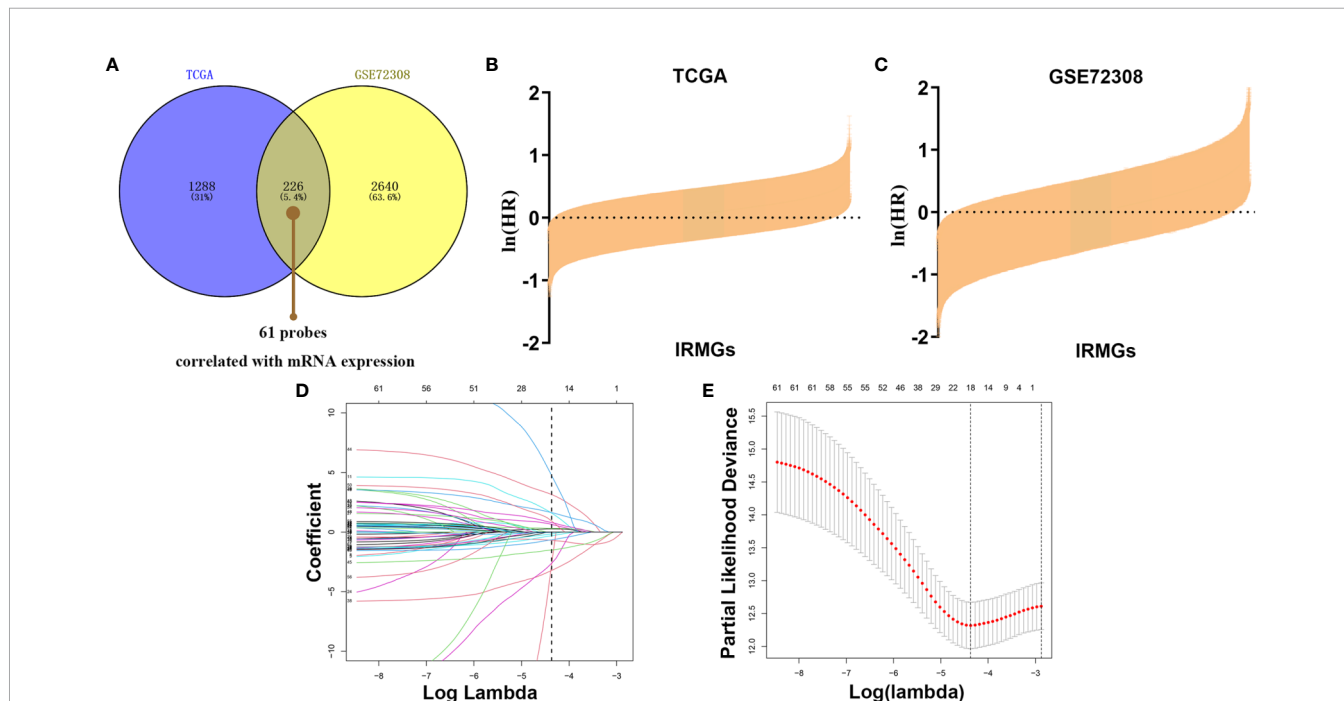 A
TCGA
GSE72308
1288
(31%)
226
(5.4%)
2640
(63.6%)
61 probes
correlated with mRNA expression
B
TCGA
ln(HR)
2
1
0
-1
-2
IRMGs
C
GSE72308
ln(HR)
2
1
0
-1
-2
IRMGs
D
61 56 51 28 14 1
Coefficient
10
5
0
−5
−10
−8 −7 −6 −5 −4 −3
Log Lambda
E
61 61 61 58 55 55 52 46 38 29 22 18 14 9 4 1
Partial Likelihood Deviance
15.5
15.0
14.5
14.0
13.5
13.0
12.5
12.0
−8 −7 −6 −5 −4 −3
Log(lambda)